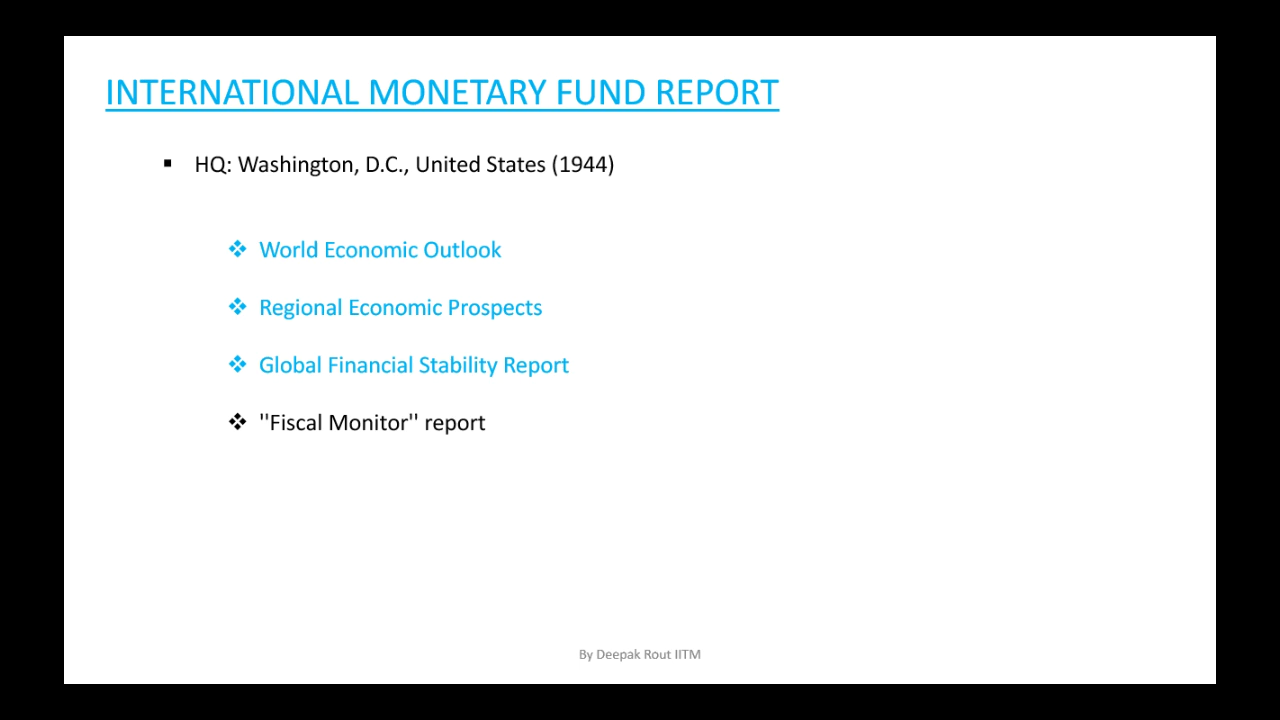 INTERNATIONAL MONETARY FUND REPORT
HQ: Washington, D.C., United States (1944)
World Economic Outlook
Regional Economic Prospects
Global Financial Stability Report
"Fiscal Monitor" report
By Deepak Rout IITM